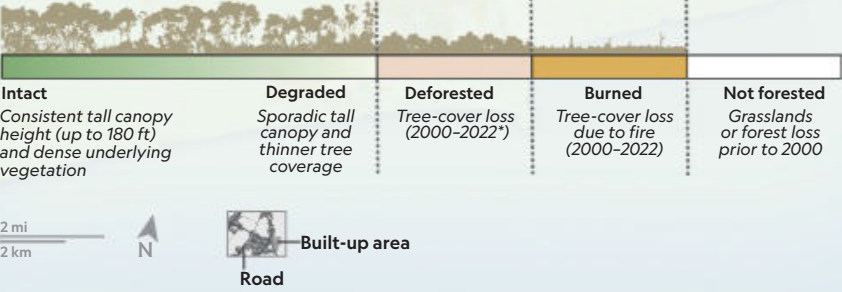 Intact
Consistent tall canopy
height (up to 180 ft)
and dense underlying
vegetation
Degraded
Sporadic tall
canopy and
thinner tree
coverage
Deforested
Tree-cover loss
(2000–2022*)
Burned
Tree-cover loss
due to fire
(2000–2022)
Not forested
Grasslands
or forest loss
prior to 2000
2 mi
2 km
N
Built-up area
Road